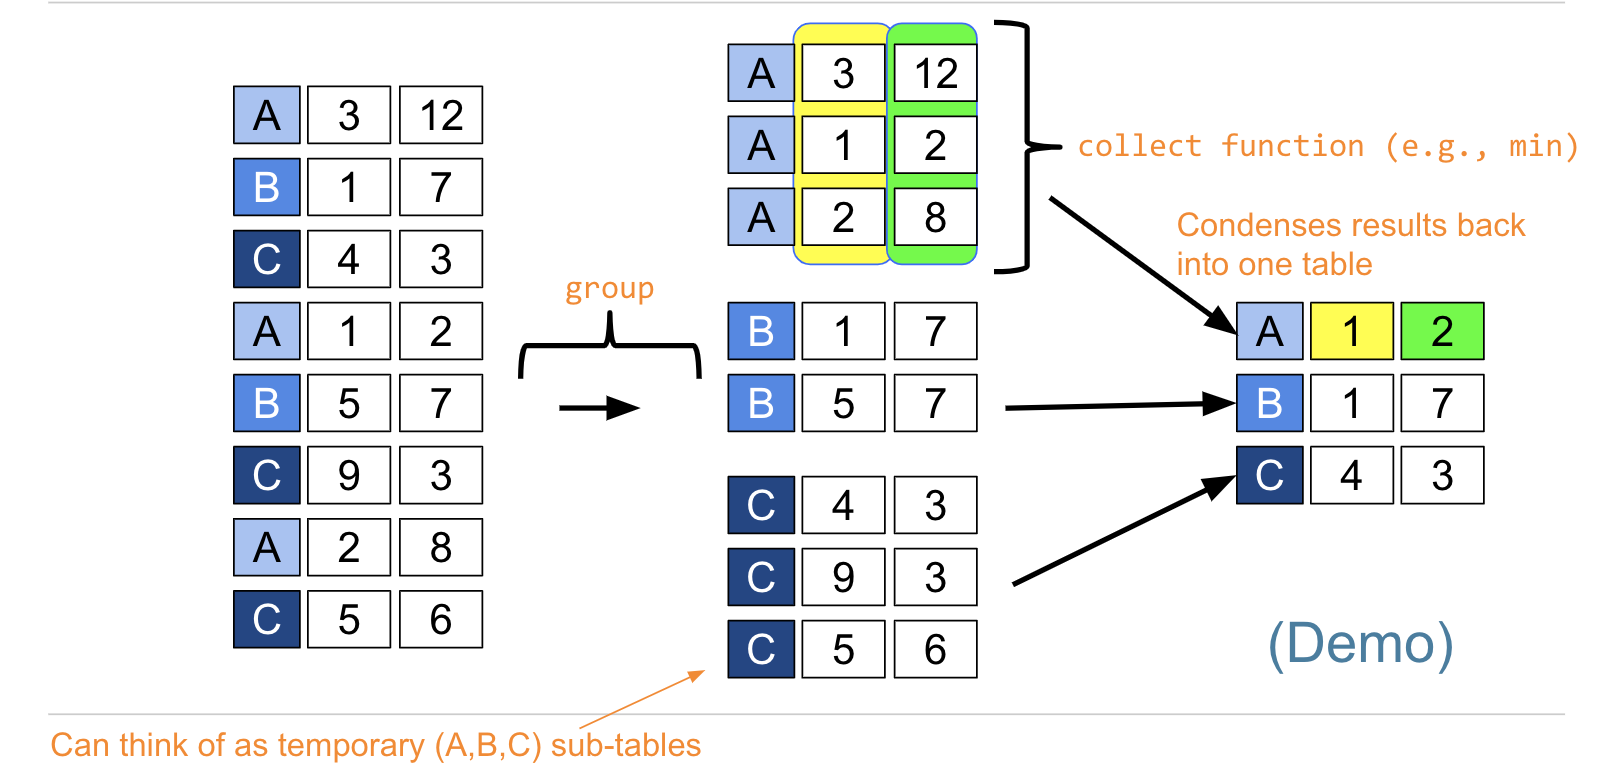 A 3 12
B 1 7
C 4 3
A 1 2
B 5 7
C 9 3
A 2 8
C 5 6
group
A 3 12
A 1 2
A 2 8
B 1 7
B 5 7
C 4 3
C 9 3
C 5 6
collect function (e.g., min)
Condenses results back
into one table
A 1 2
B 1 7
C 4 3
(Demo)
Can think of as temporary (A,B,C) sub-tables